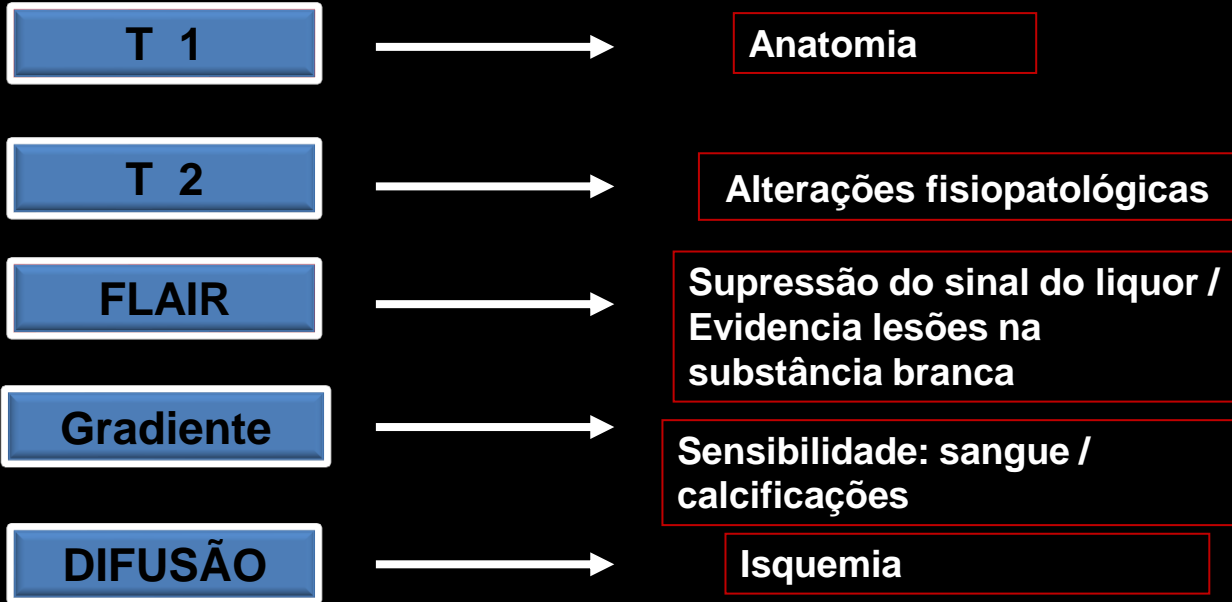 T 1
Anatomia
T 2
Alterações fisiopatológicas
FLAIR
Supressão do sinal do liquor /
Evidencia lesões na
substância branca
Gradiente
Sensibilidade: sangue /
calcificações
DIFUSÃO
Isquemia